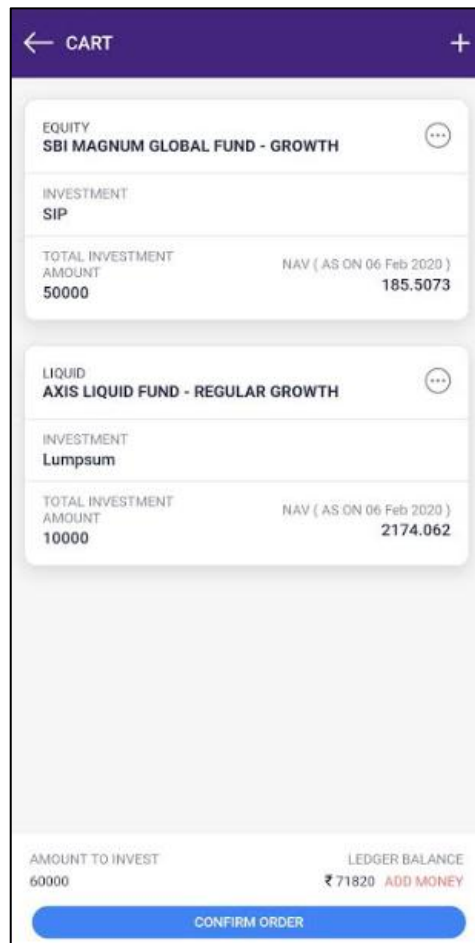 CART
EQUITY
SBI MAGNUM GLOBAL FUND - GROWTH
INVESTMENT
SIP
TOTAL INVESTMENT
AMOUNT
50000
NAV ( AS ON 06 Feb 2020 )
185.5073
LIQUID
AXIS LIQUID FUND - REGULAR GROWTH
INVESTMENT
Lumpsum
TOTAL INVESTMENT
AMOUNT
10000
NAV ( AS ON 06 Feb 2020 )
2174.062
AMOUNT TO INVEST
60000
LEDGER BALANCE
₹ 71820 ADD MONEY
CONFIRM ORDER